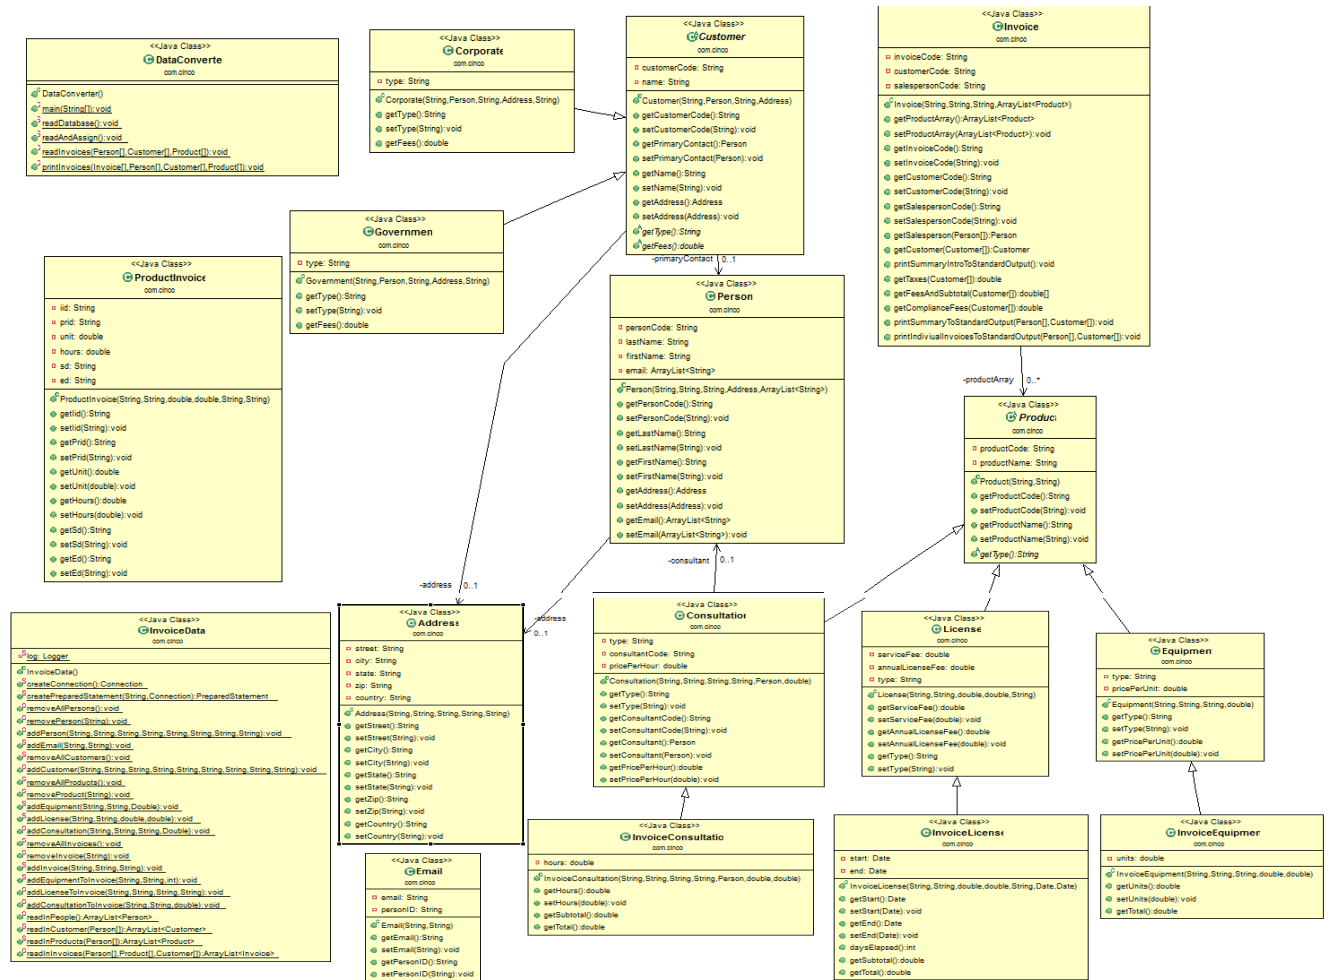 <<Java Class>>
DataConverte
com.cinco
DataConverter()
main(String[]):void
readDatabase():void
readAndAssign():void
readInvoices(Person[],Customer[],Product[]):void
printInvoices(Invoice[],Person[],Customer[],Product[]):void
<<Java Class>>
Corporate
com.cinco
type: String
Corporate(String,Person,String,Address,String)
getType():String
setType(String):void
getFees():double
<<Java Class>>
Customer
com.cinco
customerCode: String
name: String
Customer(String,Person,String,Address)
getCustomerCode():String
setCustomerCode(String):void
getPrimaryContact():Person
setPrimaryContact(Person):void
getName():String
setName(String):void
getAddress():Address
setAddress(Address):void
getType():String
getFees():double
<<Java Class>>
Invoice
com.cinco
invoiceCode: String
customerCode: String
salespersonCode: String
Invoice(String,String,String,ArrayList<Product>)
getProductArray():ArrayList<Product>
setProductArray(ArrayList<Product>):void
getInvoiceCode():String
setInvoiceCode(String):void
getCustomerCode():String
setCustomerCode(String):void
getSalespersonCode():String
setSalespersonCode(String):void
getSalesperson(Person[]):Person
getCustomer(Customer[]):Customer
printSummaryIntroToStandardOutput():void
getTaxes(Customer[]):double
getFeesAndSubtotal(Customer[]):double[]
getComplianceFees(Customer[]):double
printSummaryToStandardOutput(Person[],Customer[]):void
printIndiviualInvoicesToStandardOutput(Person[],Customer[]):void
<<Java Class>>
Governmen
com.cinco
type: String
Government(String,Person,String,Address,String)
getType():String
setType(String):void
getFees():double
<<Java Class>>
ProductInvoice
com.cinco
iid: String
prid: String
unit: double
hours: double
sd: String
ed: String
ProductInvoice(String,String,double,double,String,String)
getIid():String
setIid(String):void
getPrid():String
setPrid(String):void
getUnit():double
setUnit(double):void
getHours():double
setHours(double):void
getSd():String
setSd(String):void
getEd():String
setEd(String):void
-primaryContact 0..1
<<Java Class>>
Person
com.cinco
personCode: String
lastName: String
firstName: String
email: ArrayList<String>
Person(String,String,String,Address,ArrayList<String>)
getPersonCode():String
setPersonCode(String):void
getLastName():String
setLastName(String):void
getFirstName():String
setFirstName(String):void
getAddress():Address
setAddress(Address):void
getEmail():ArrayList<String>
setEmail(ArrayList<String>):void
-productArray 0..*
<<Java Class>>
Produc
com.cinco
productCode: String
productName: String
Product(String,String)
getProductCode():String
setProductCode(String):void
getProductName():String
setProductName(String):void
getType():String
-address 0..1
-address
0..1
-consultant 0..1
<<Java Class>>
InvoiceData
com.cinco
log: Logger
InvoiceData()
createConnection():Connection
createPreparedStatement(String,Connection):PreparedStatement
removeAllPersons():void
removePerson(String):void
addPerson(String,String,String,String,String,String,String,String):void
addEmail(String,String):void
removeAllCustomers():void
addCustomer(String,String,String,String,String,String,String,String,String):void
removeAllProducts():void
removeProduct(String):void
addEquipment(String,String,Double):void
addLicense(String,String,double,double):void
addConsultation(String,String,String,Double):void
removeAllInvoices():void
removeInvoice(String):void
addInvoice(String,String,String):void
addEquipmentToInvoice(String,String,int):void
addLicenseToInvoice(String,String,String,String):void
addConsultationToInvoice(String,String,double):void
readInPeople():ArrayList<Person>
readInCustomer(Person[]):ArrayList<Customer>
readInProducts(Person[]):ArrayList<Product>
readInInvoices(Person[],Product[],Customer[]):ArrayList<Invoice>
<<Java Class>>
Address
com.cinco
street: String
city: String
state: String
zip: String
country: String
Address(String,String,String,String,String)
getStreet():String
setStreet(String):void
getCity():String
setCity(String):void
getState():String
setState(String):void
getZip():String
setZip(String):void
getCountry():String
setCountry(String):void
<<Java Class>>
Email
com.cinco
email: String
personID: String
Email(String,String)
getEmail():String
setEmail(String):void
getPersonID():String
setPersonID(String):void
<<Java Class>>
Consultatio
com.cinco
type: String
consultantCode: String
pricePerHour: double
Consultation(String,String,String,String,Person,double)
getType():String
setType(String):void
getConsultantCode():String
setConsultantCode(String):void
getConsultant():Person
setConsultant(Person):void
getPricePerHour():double
setPricePerHour(double):void
<<Java Class>>
InvoiceConsultatio
com.cinco
hours: double
InvoiceConsultation(String,String,String,String,Person,double,double)
getHours():double
setHours(double):void
getSubtotal():double
getTotal():double
<<Java Class>>
License
com.cinco
serviceFee: double
annualLicenseFee: double
type: String
License(String,String,double,double,String)
getServiceFee():double
setServiceFee(double):void
getAnnualLicenseFee():double
setAnnualLicenseFee(double):void
getType():String
setType(String):void
<<Java Class>>
InvoiceLicense
com.cinco
start: Date
end: Date
InvoiceLicense(String,String,double,double,String,Date,Date)
getStart():Date
setStart(Date):void
getEnd():Date
setEnd(Date):void
daysElapsed():int
getSubtotal():double
getTotal():double
<<Java Class>>
Equipmen
com.cinco
type: String
pricePerUnit: double
Equipment(String,String,String,double)
getType():String
setType(String):void
getPricePerUnit():double
setPricePerUnit(double):void
<<Java Class>>
InvoiceEquipmer
com.cinco
units: double
InvoiceEquipment(String,String,String,double,double)
getUnits():double
setUnits(double):void
getTotal():double